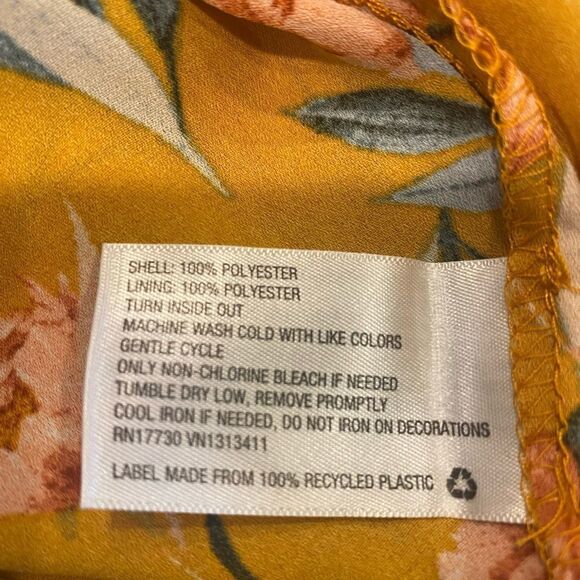 SHELL: 100% POLYESTER
LINING: 100% POLYESTER
TURN INSIDE OUT
MACHINE WASH COLD WITH LIKE COLORS
GENTLE CYCLE
ONLY NON-CHLORINE BLEACH IF NEEDED
TUMBLE DRY LOW, REMOVE PROMPTLY
COOL IRON IF NEEDED, DO NOT IRON ON DECORATIONS
RN17730 VN1313411
LABEL MADE FROM 100% RECYCLED PLASTIC